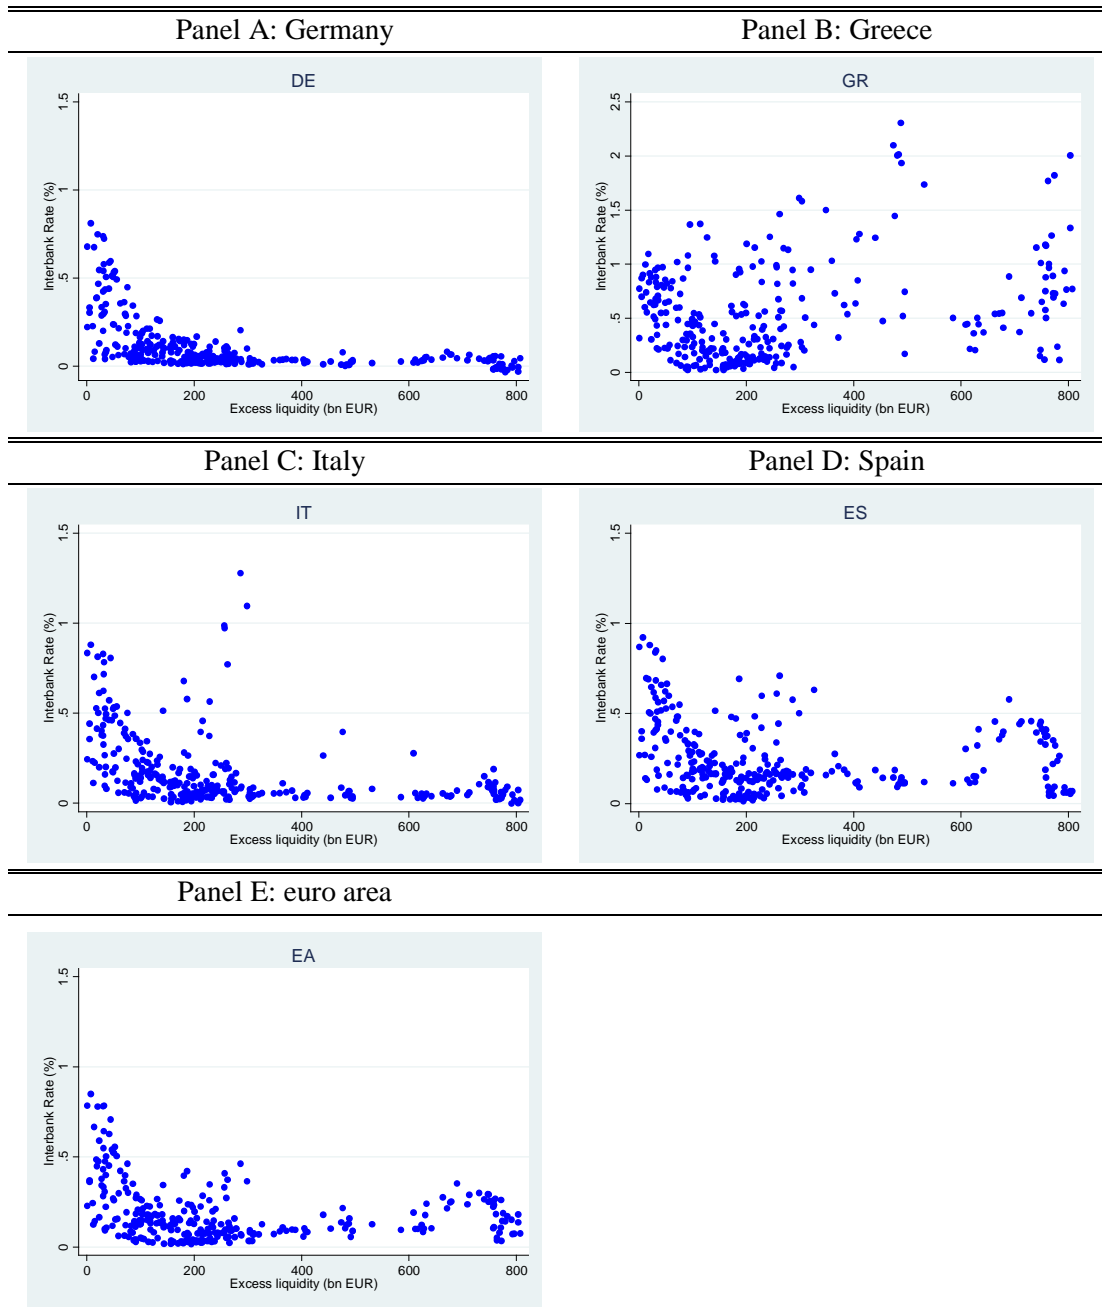 Panel A: Germany
Panel B: Greece
DE
Interbank Rate (%)
1.5
1
.5
0
0 200 400 600 800
Excess liquidity (bn EUR)
GR
Interbank Rate (%)
2.5
2
1.5
1
.5
0
0 200 400 600 800
Excess liquidity (bn EUR)
Panel C: Italy
Panel D: Spain
IT
Interbank Rate (%)
1.5
1
.5
0
0 200 400 600 800
Excess liquidity (bn EUR)
ES
Interbank Rate (%)
1.5
1
.5
0
0 200 400 600 800
Excess liquidity (bn EUR)
Panel E: euro area
EA
Interbank Rate (%)
1.5
1
.5
0
0 200 400 600 800
Excess liquidity (bn EUR)